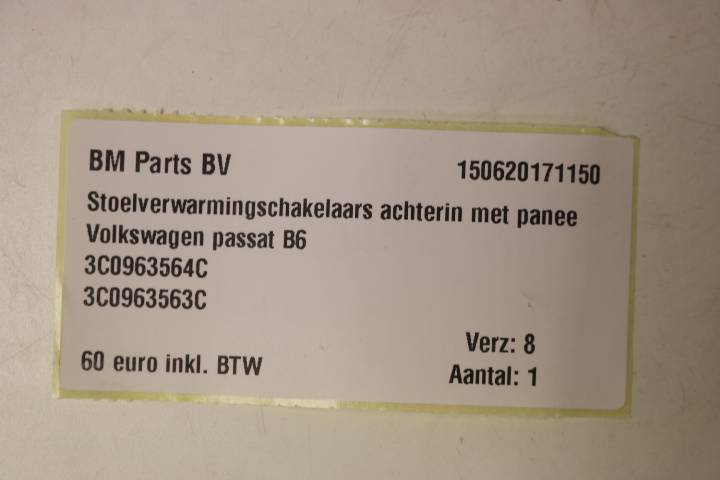 BM Parts BV 150620171150
Stoelverwarmingschakelaars achterin met panee
Volkswagen passat B6
3C0963564C
3C0963563C
Verz: 8
60 euro inkl. BTW
Aantal: 1